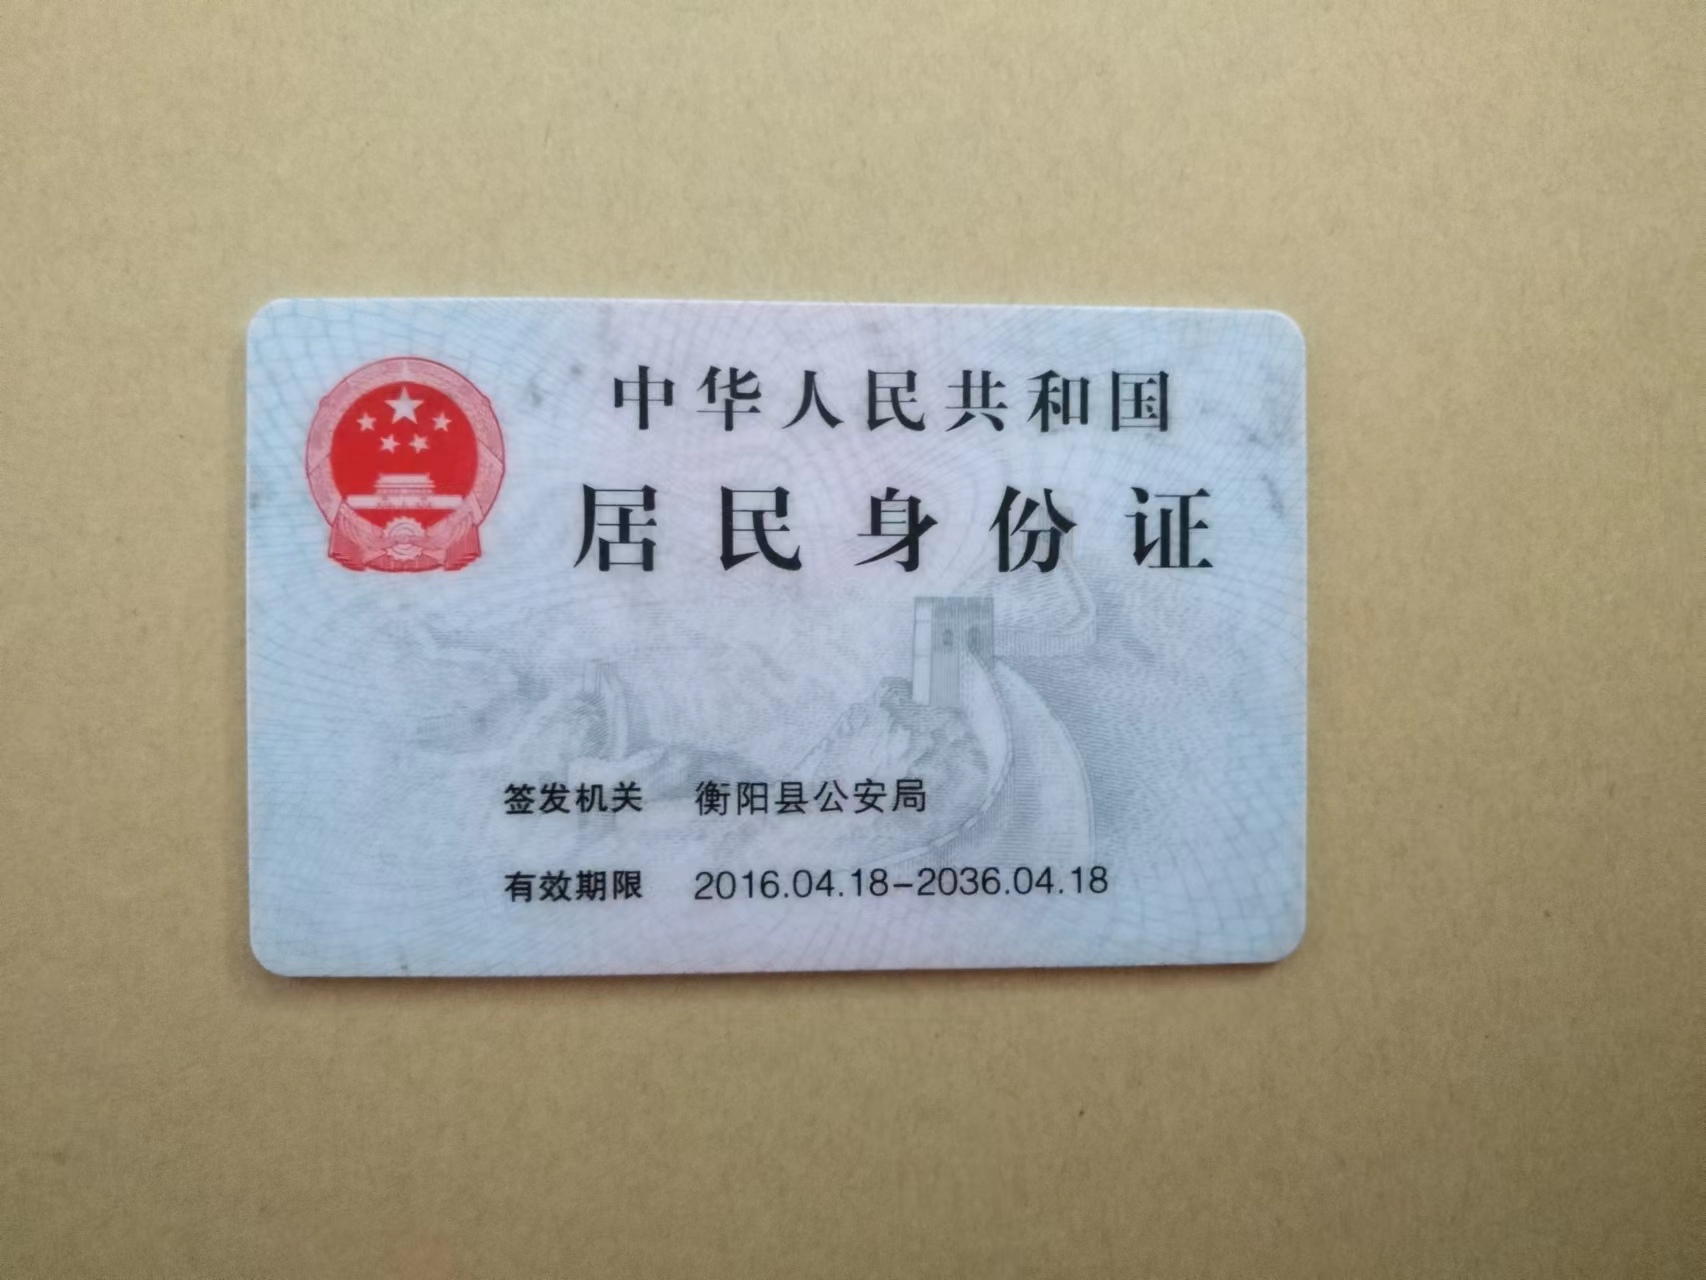 中华人民共和国
居民身份证
签发机关 衡阳县公安局
有效期限 2016.04.18-2036.04.18